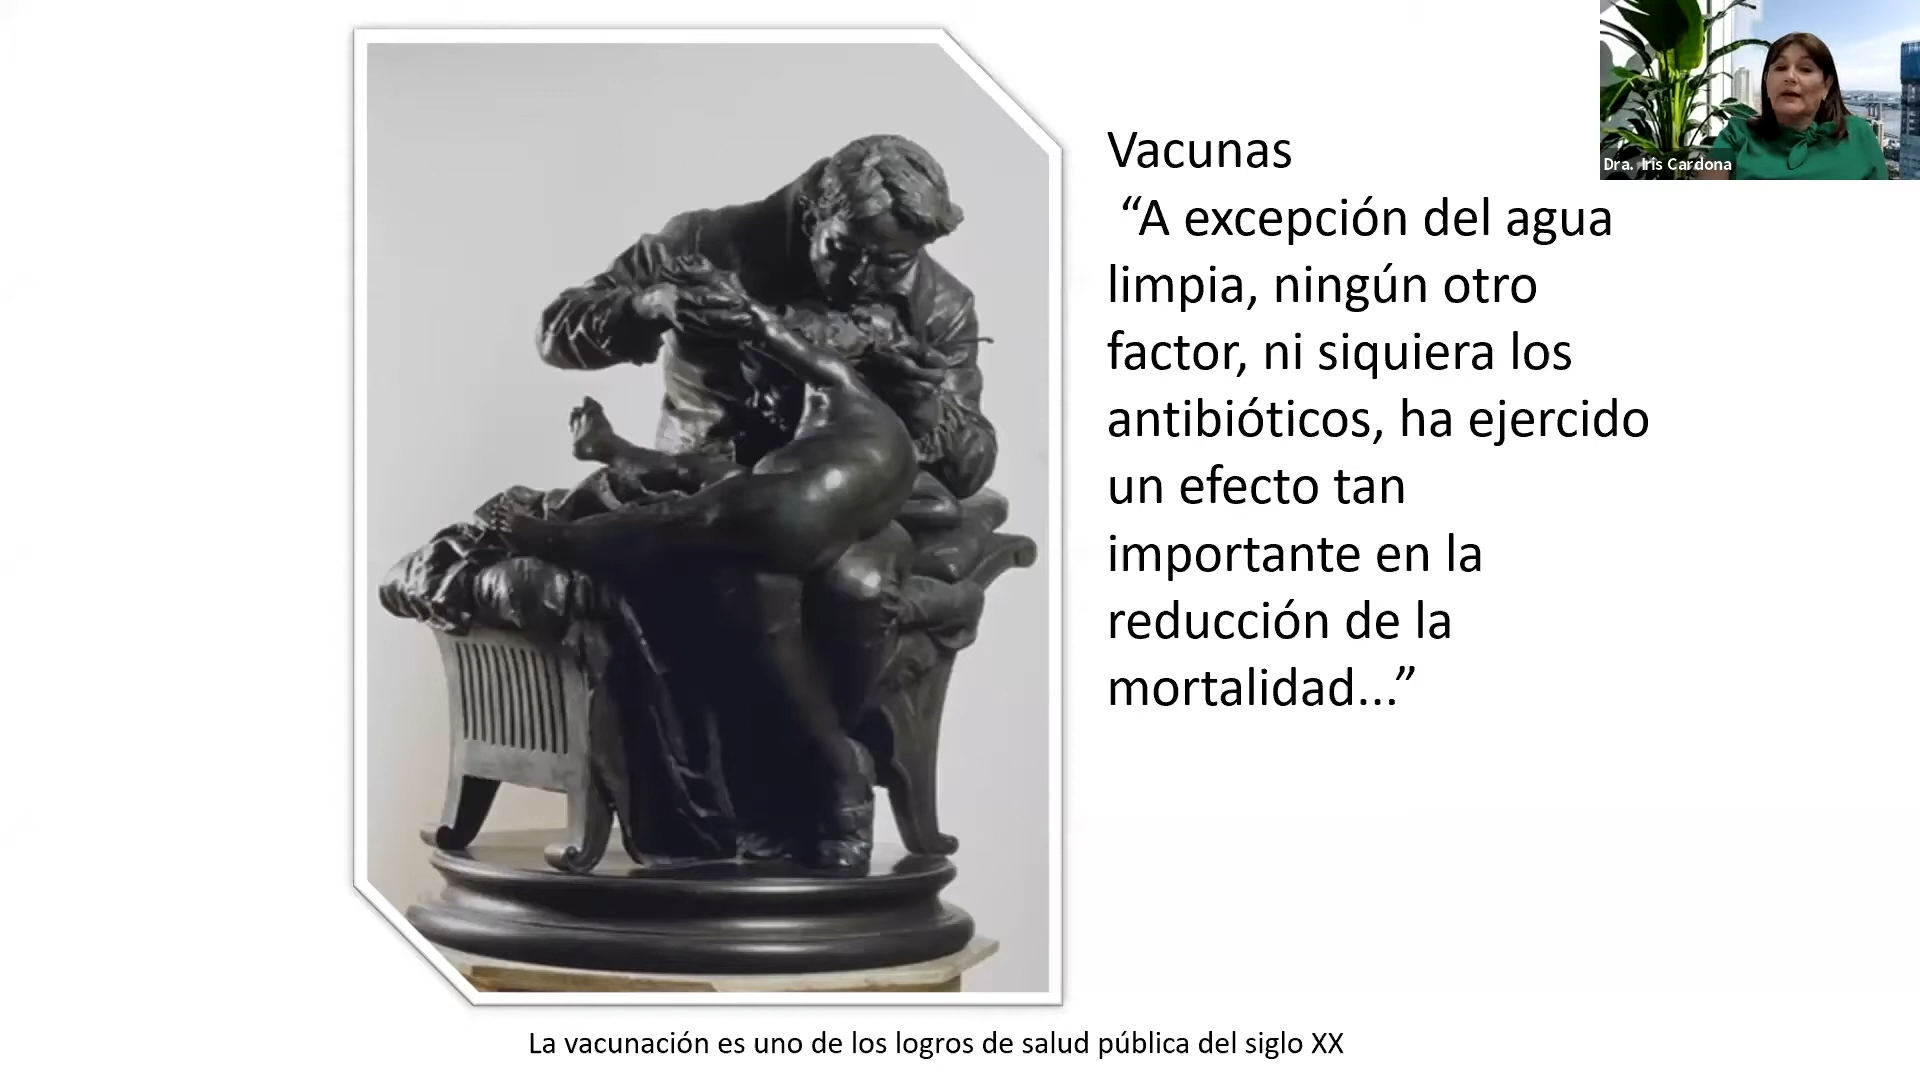 Vacunas
“A excepción del agua
limpia, ningún otro
factor, ni siquiera los
antibióticos, ha ejercido
un efecto tan
importante en la
reducción de la
mortalidad...”
Dra. Iris Cardona
La vacunación es uno de los logros de salud pública del siglo XX